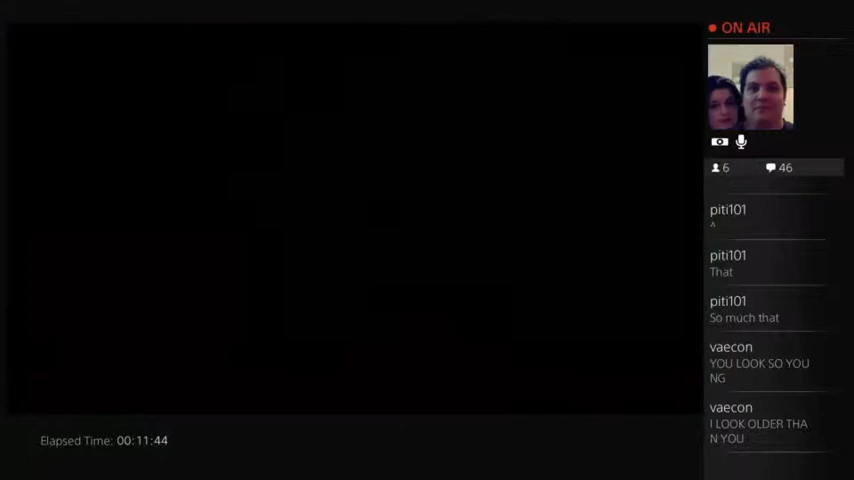 ON AIR
6 46
piti101
^
piti101
That
piti101
So much that
vaecon
YOU LOOK SO YOU
NG
vaecon
I LOOK OLDER THA
N YOU
Elapsed Time: 00:11:44